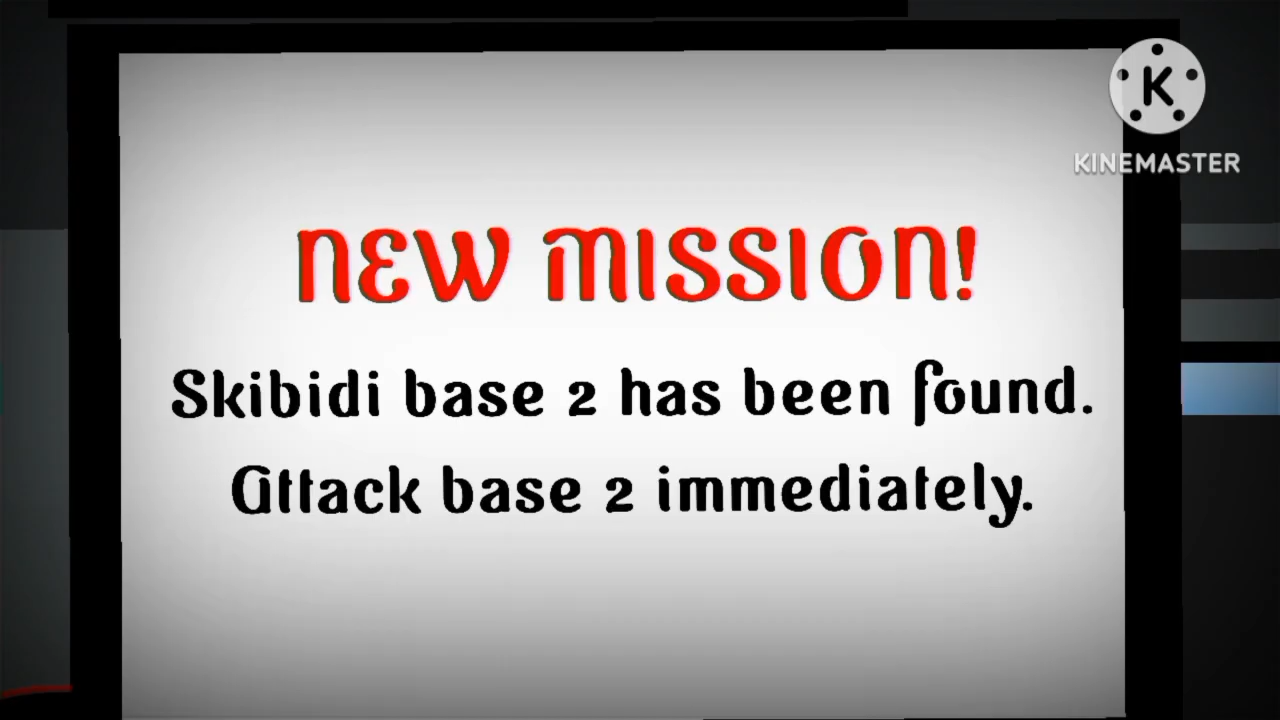 K
KINEMASTER
NEW MISSION!
Skibidi base 2 has been found.
Attack base 2 immediately.